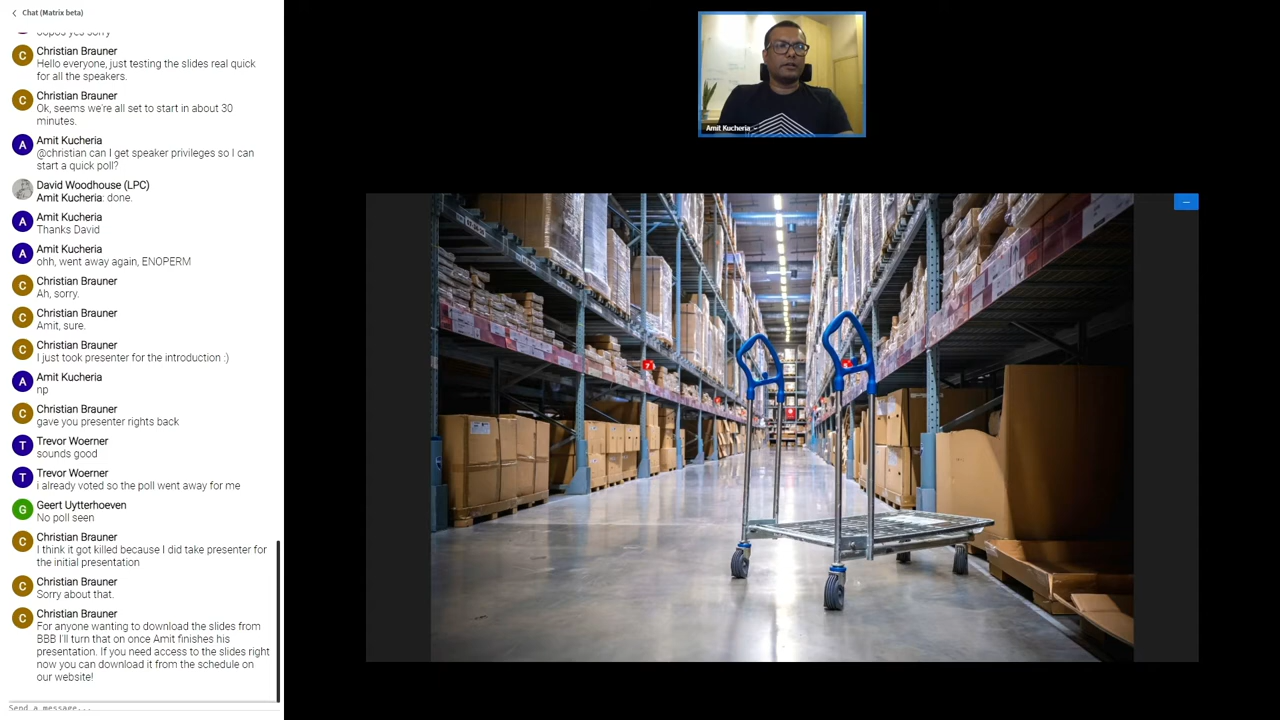 Chat (Matrix beta)
oops yes sorry
Christian Brauner
Hello everyone, just testing the slides real quick
for all the speakers.
Christian Brauner
Ok, seems we're all set to start in about 30
minutes.
Amit Kucheria
@christian can I get speaker privileges so I can
start a quick poll?
David Woodhouse (LPC)
Amit Kucheria: done.
Amit Kucheria
Thanks David
Amit Kucheria
ohh, went away again, ENOPERM
Christian Brauner
Ah, sorry.
Christian Brauner
Amit, sure.
Christian Brauner
I just took presenter for the introduction :)
Amit Kucheria
np
Christian Brauner
gave you presenter rights back
Trevor Woerner
sounds good
Trevor Woerner
i already voted so the poll went away for me
Geert Uytterhoeven
No poll seen
Christian Brauner
I think it got killed because I did take presenter for
the initial presentation
Christian Brauner
Sorry about that.
Christian Brauner
For anyone wanting to download the slides from
BBB I'll turn that on once Amit finishes his
presentation. If you need access to the slides right
now you can download it from the schedule on
our website!
Send a message...
Amit Kucheria
7